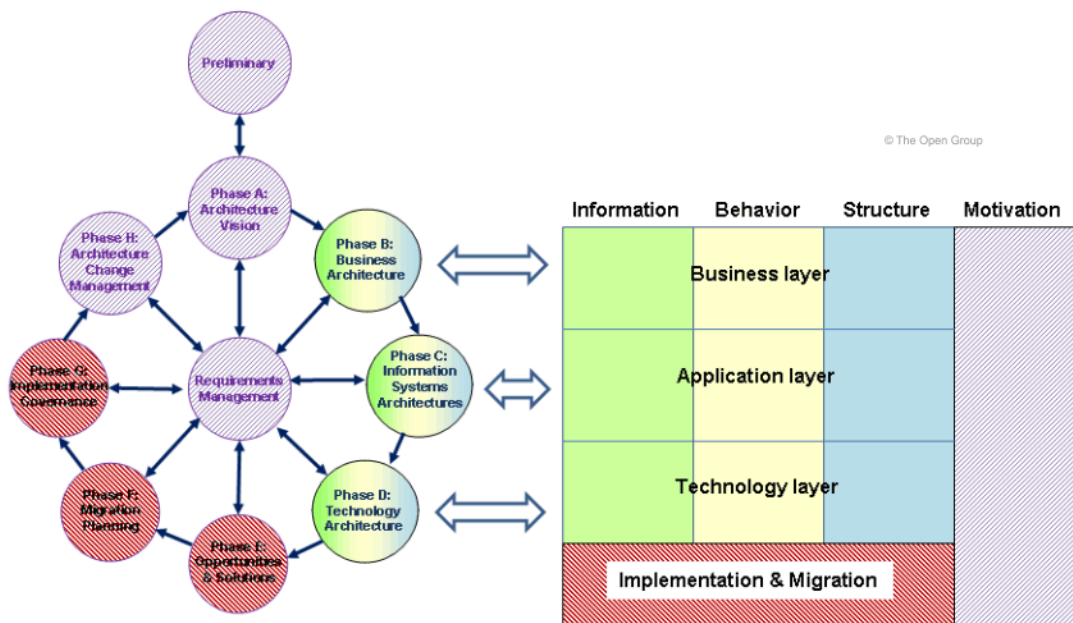 Preliminary
© The Open Group
Phase A:
Architecture
Vision
Phase H:
Architecture
Change
Management
Phase B:
Business
Architecture
Phase G:
Implementation
Governance
Requirements
Management
Phase C:
Information
Systems
Architectures
Phase F:
Migration
Planning
Phase D:
Technology
Architecture
Phase E:
Opportunities
& Solutions
Information Behavior Structure Motivation
Business layer
Application layer
Technology layer
Implementation & Migration